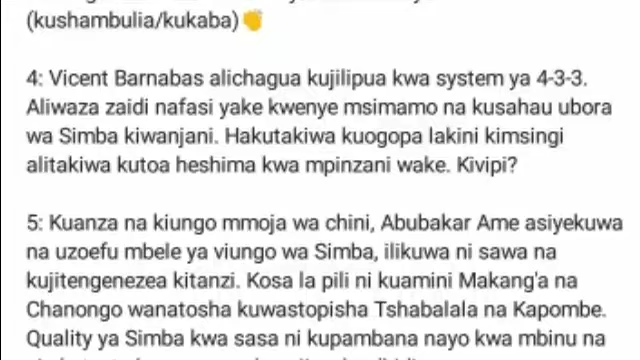 (kushambulia/kukaba)👏
4: Vicent Barnabas alichagua kujilipua kwa system ya 4-3-3.
Aliwaza zaidi nafasi yake kwenye msimamo na kusahau ubora
wa Simba kiwanjani. Hakutakiwa kuogopa lakini kimsingi
alitakiwa kutoa heshima kwa mpinzani wake. Kivipi?
5: Kuanza na kiungo mmoja wa chini, Abubakar Ame asiyekuwa
na uzoefu mbele ya viungo wa Simba, ilikuwa ni sawa na
kujitengenezea kitanzi. Kosa la pili ni kuamini Makang'a na
Chanongo wanatosha kuwastopisha Tshabalala na Kapombe.
Quality ya Simba kwa sasa ni kupambana nayo kwa mbinu na